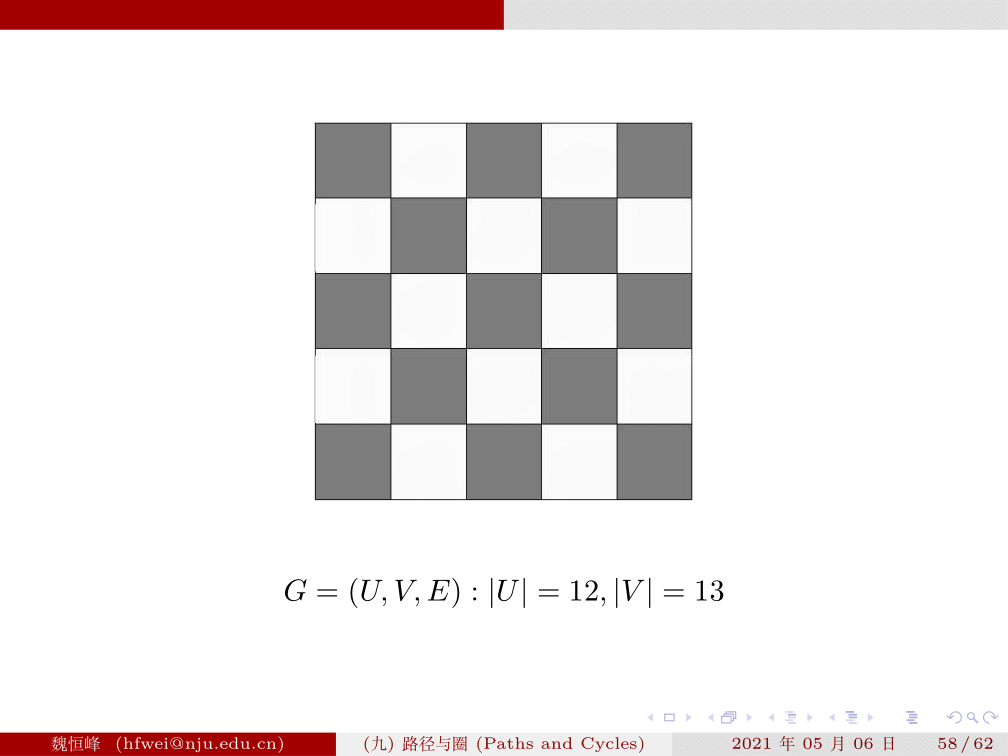 G = (U, V, E) : |U| = 12, |V| = 13
魏恒峰 (hfwei@nju.edu.cn) (九) 路径与圈 (Paths and Cycles) 2021 年 05 月 06 日 58 / 62